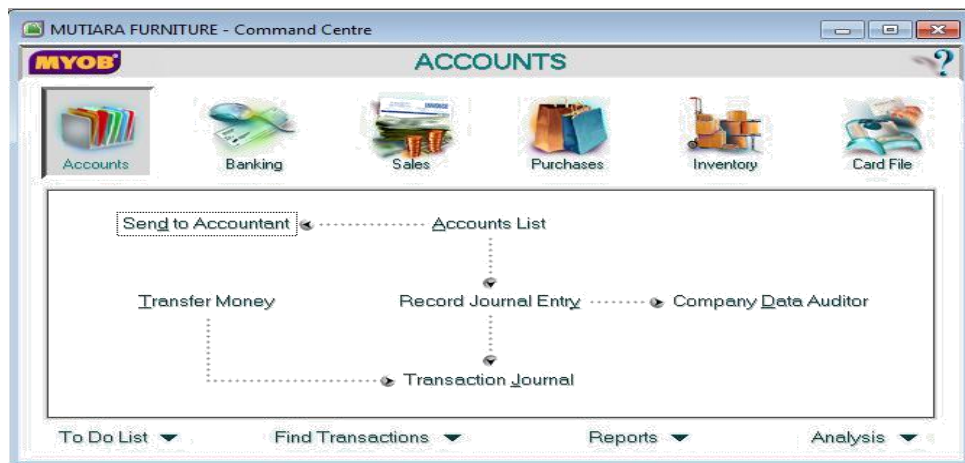 MUTIARA FURNITURE - Command Centre
MYOB ACCOUNTS ?
Accounts Banking Sales Purchases Inventory Card File
Send to Accountant Accounts List
Transfer Money Record Journal Entry Company Data Auditor
Transaction Journal
To Do List Find Transactions Reports Analysis